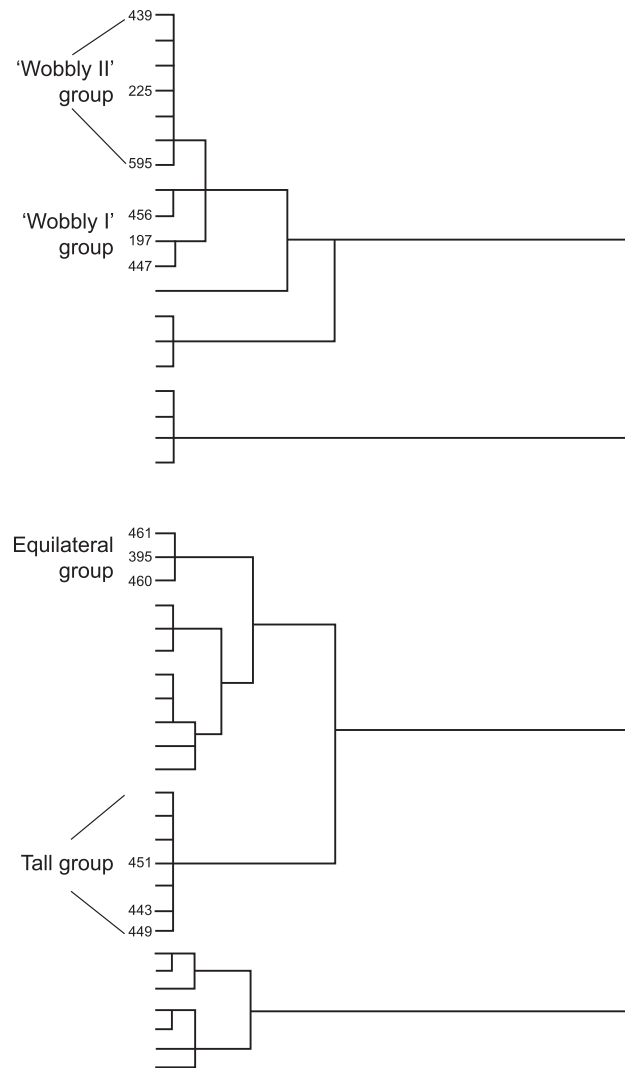 439
‘Wobbly II’
group
225
595
456
‘Wobbly I’
group
197
447
461
Equilateral
group
395
460
Tall group
451
443
449